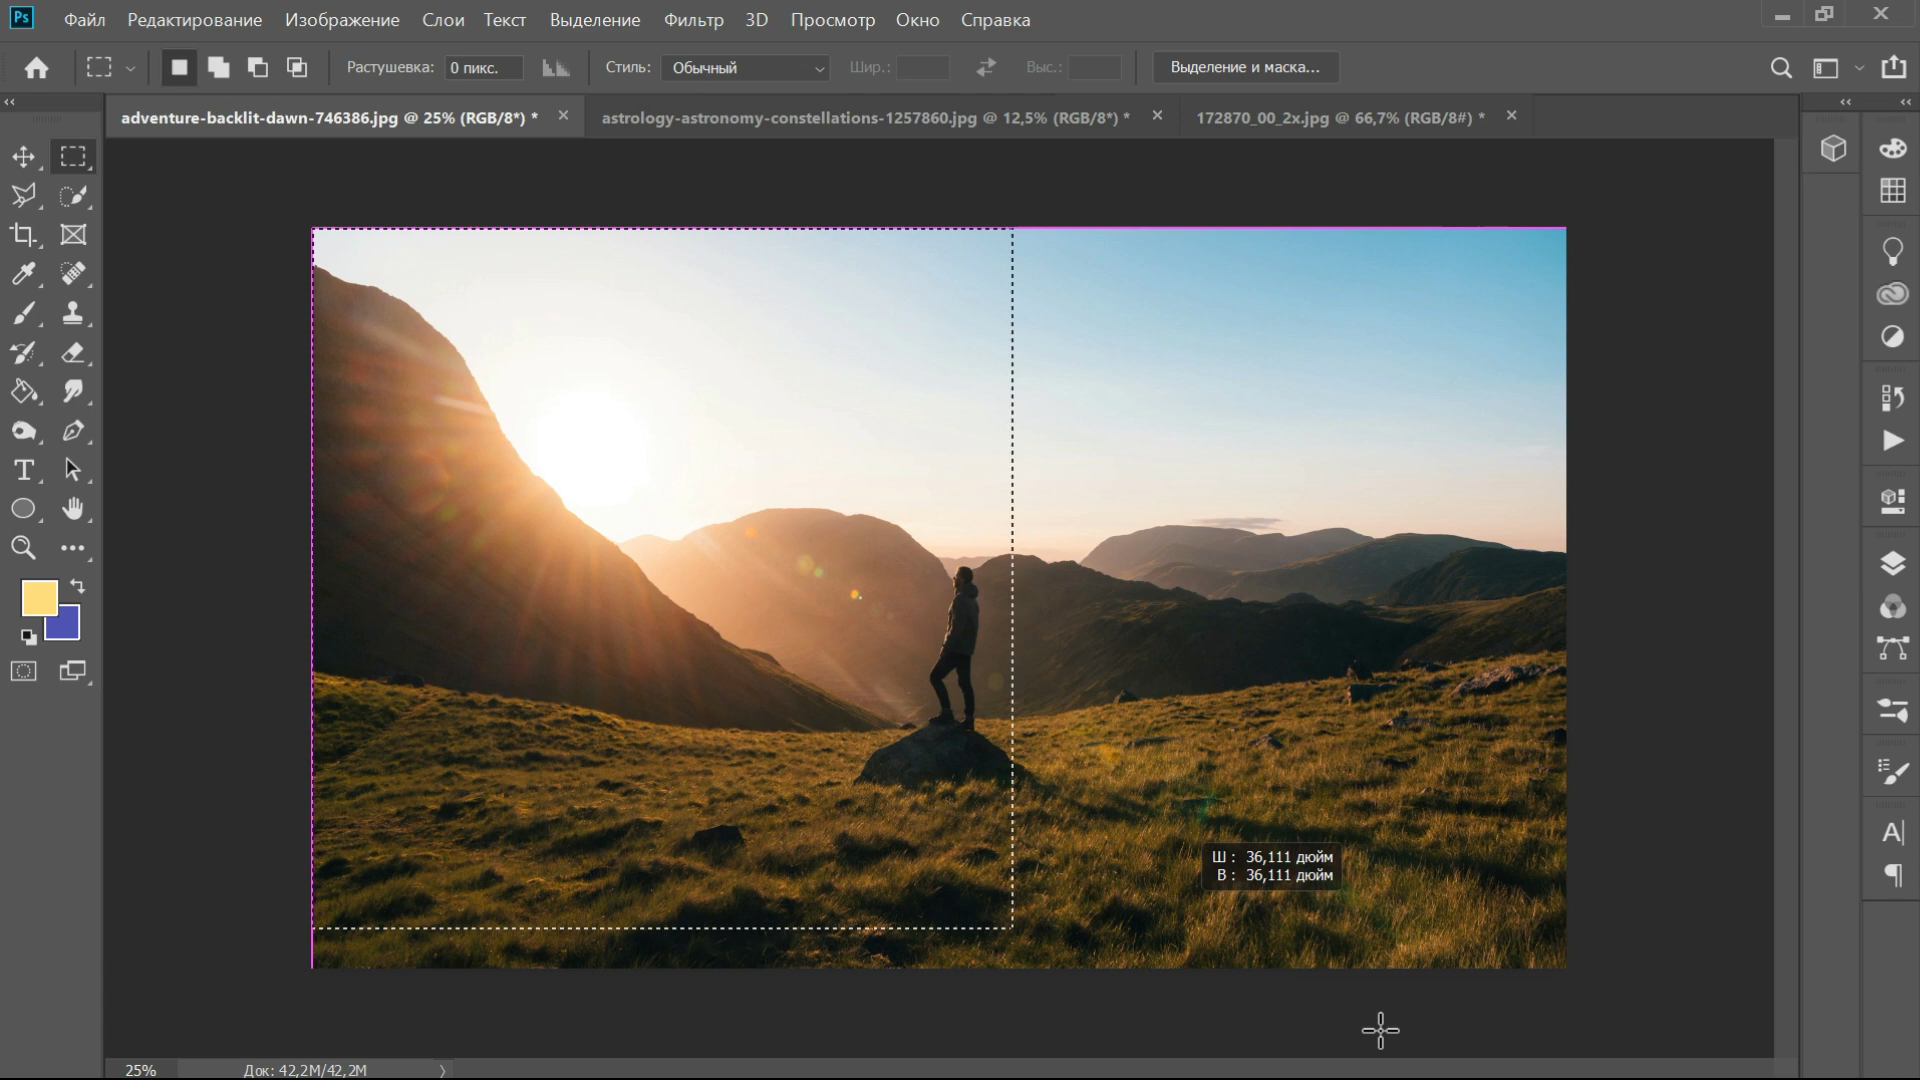 Ps
Файл Редактирование Изображение Слои Текст Выделение Фильтр 3D Просмотр Окно Справка
Растушевка: 0 пикс. Стиль: Обычный Шир.: Выс.: Выделение и маска...
adventure-backlit-dawn-746386.jpg @ 25% (RGB/8*) * astrology-astronomy-constellations-1257860.jpg @ 12,5% (RGB/8*) * 172870_00_2x.jpg @ 66,7% (RGB/8#) *
Ш : 36,111 дюйм
В : 36,111 дюйм
25% Док: 42,2M/42,2M